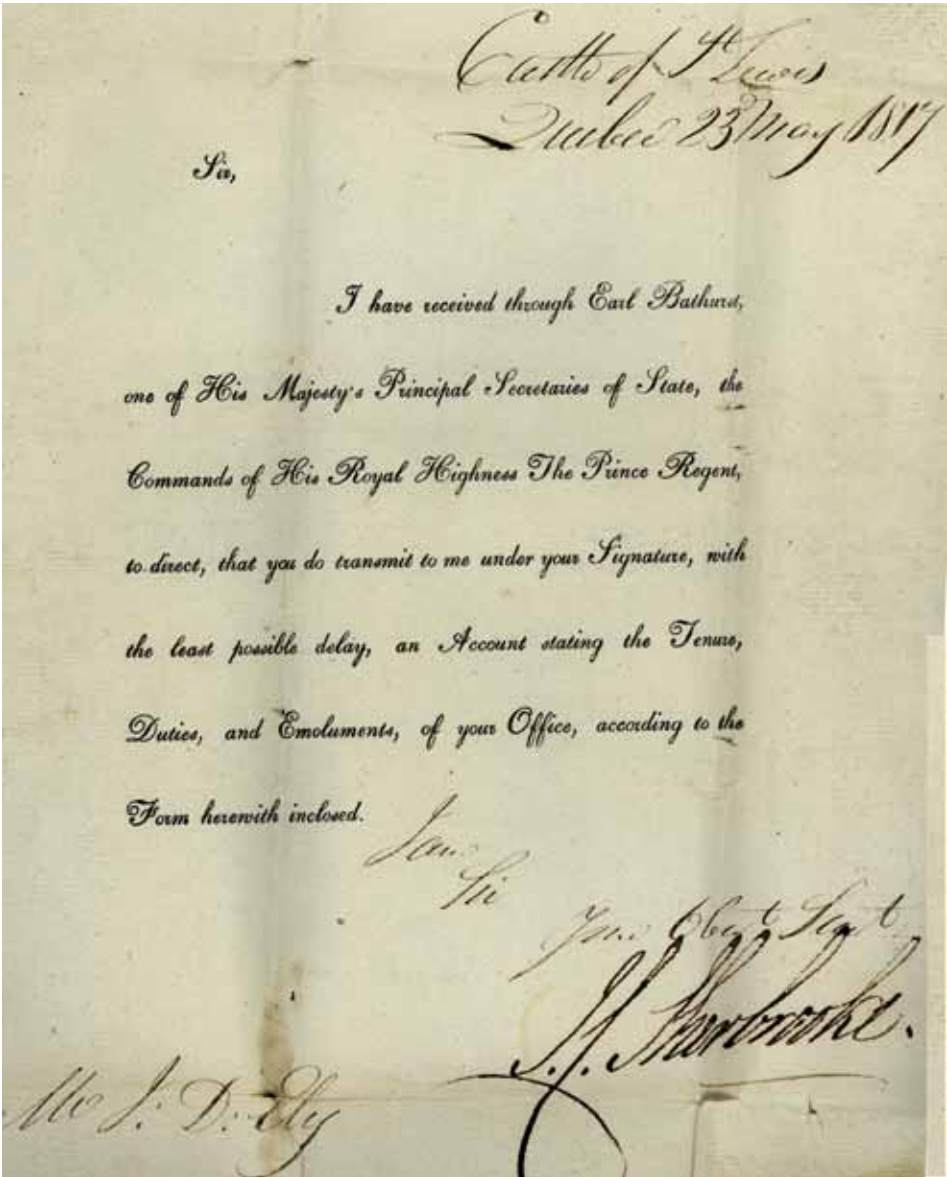 Castle of St Lewis
Quebec 23 May 1817
Sir,
I have received through Earl Bathurst,
one of His Majesty's Principal Secretaries of State, the
Commands of His Royal Highness The Prince Regent,
to direct, that you do transmit to me under your Signature, with
the least possible delay, an Account stating the Tenure,
Duties, and Emoluments, of your Office, according to the
Form herewith inclosed.
I am
Sir
Your Obent Servt
J. Sherbrooke.
Mr J. D. Ely